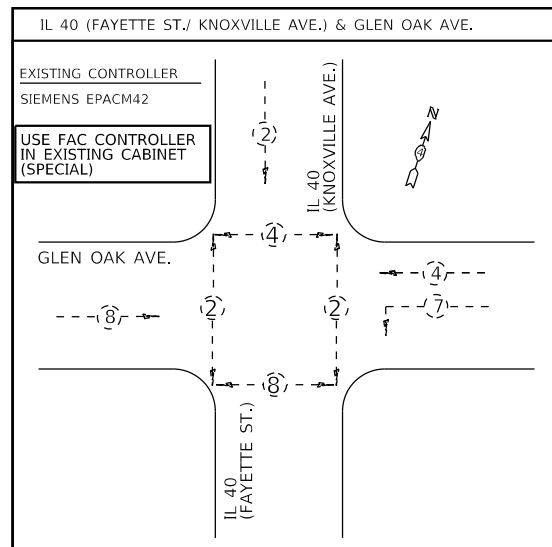 IL 40 (FAYETTE ST./ KNOXVILLE AVE.) & GLEN OAK AVE.
EXISTING CONTROLLER
SIEMENS EPACM42
USE FAC CONTROLLER
IN EXISTING CABINET
(SPECIAL)
2
IL 40
(KNOXVILLE AVE.)
N
4
4
GLEN OAK AVE.
4
8
2
2
7
8
IL 40
(FAYETTE ST.)